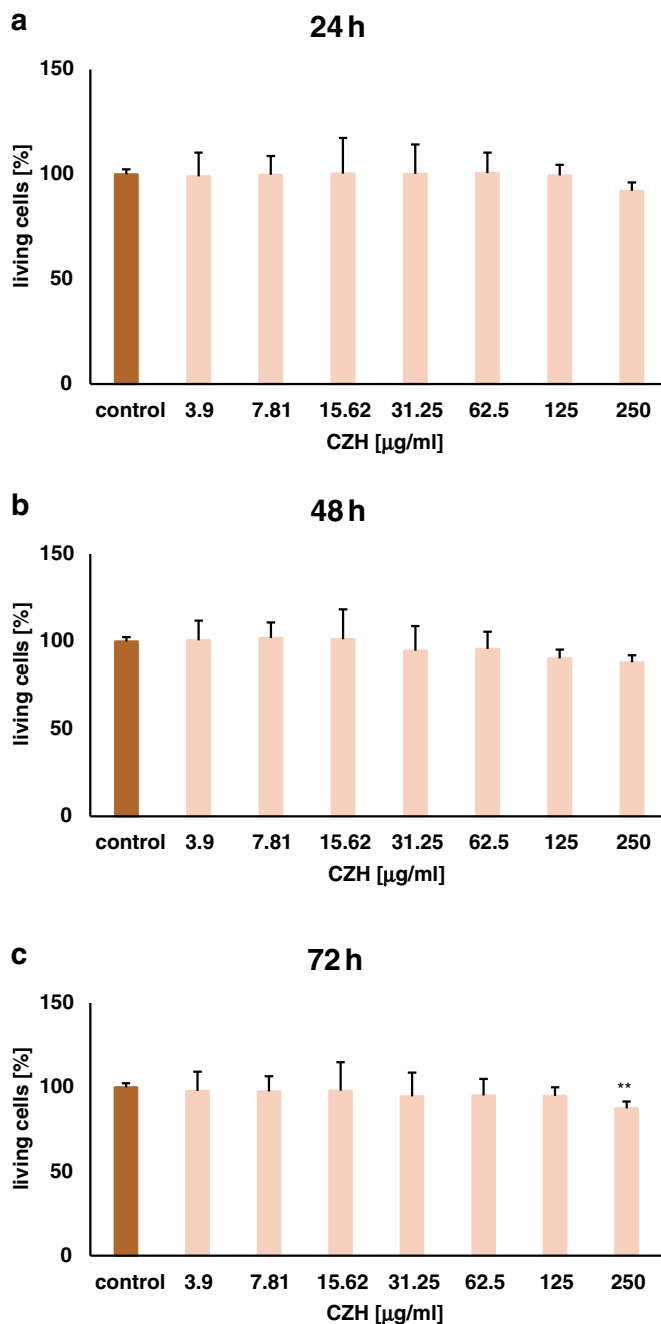 a
24 h
150
100
50
0
living cells [%]
control 3.9 7.81 15.62 31.25 62.5 125 250
CZH [μg/ml]
b
48 h
150
100
50
0
living cells [%]
control 3.9 7.81 15.62 31.25 62.5 125 250
CZH [μg/ml]
c
72 h
150
100
50
0
living cells [%]
**
control 3.9 7.81 15.62 31.25 62.5 125 250
CZH [μg/ml]